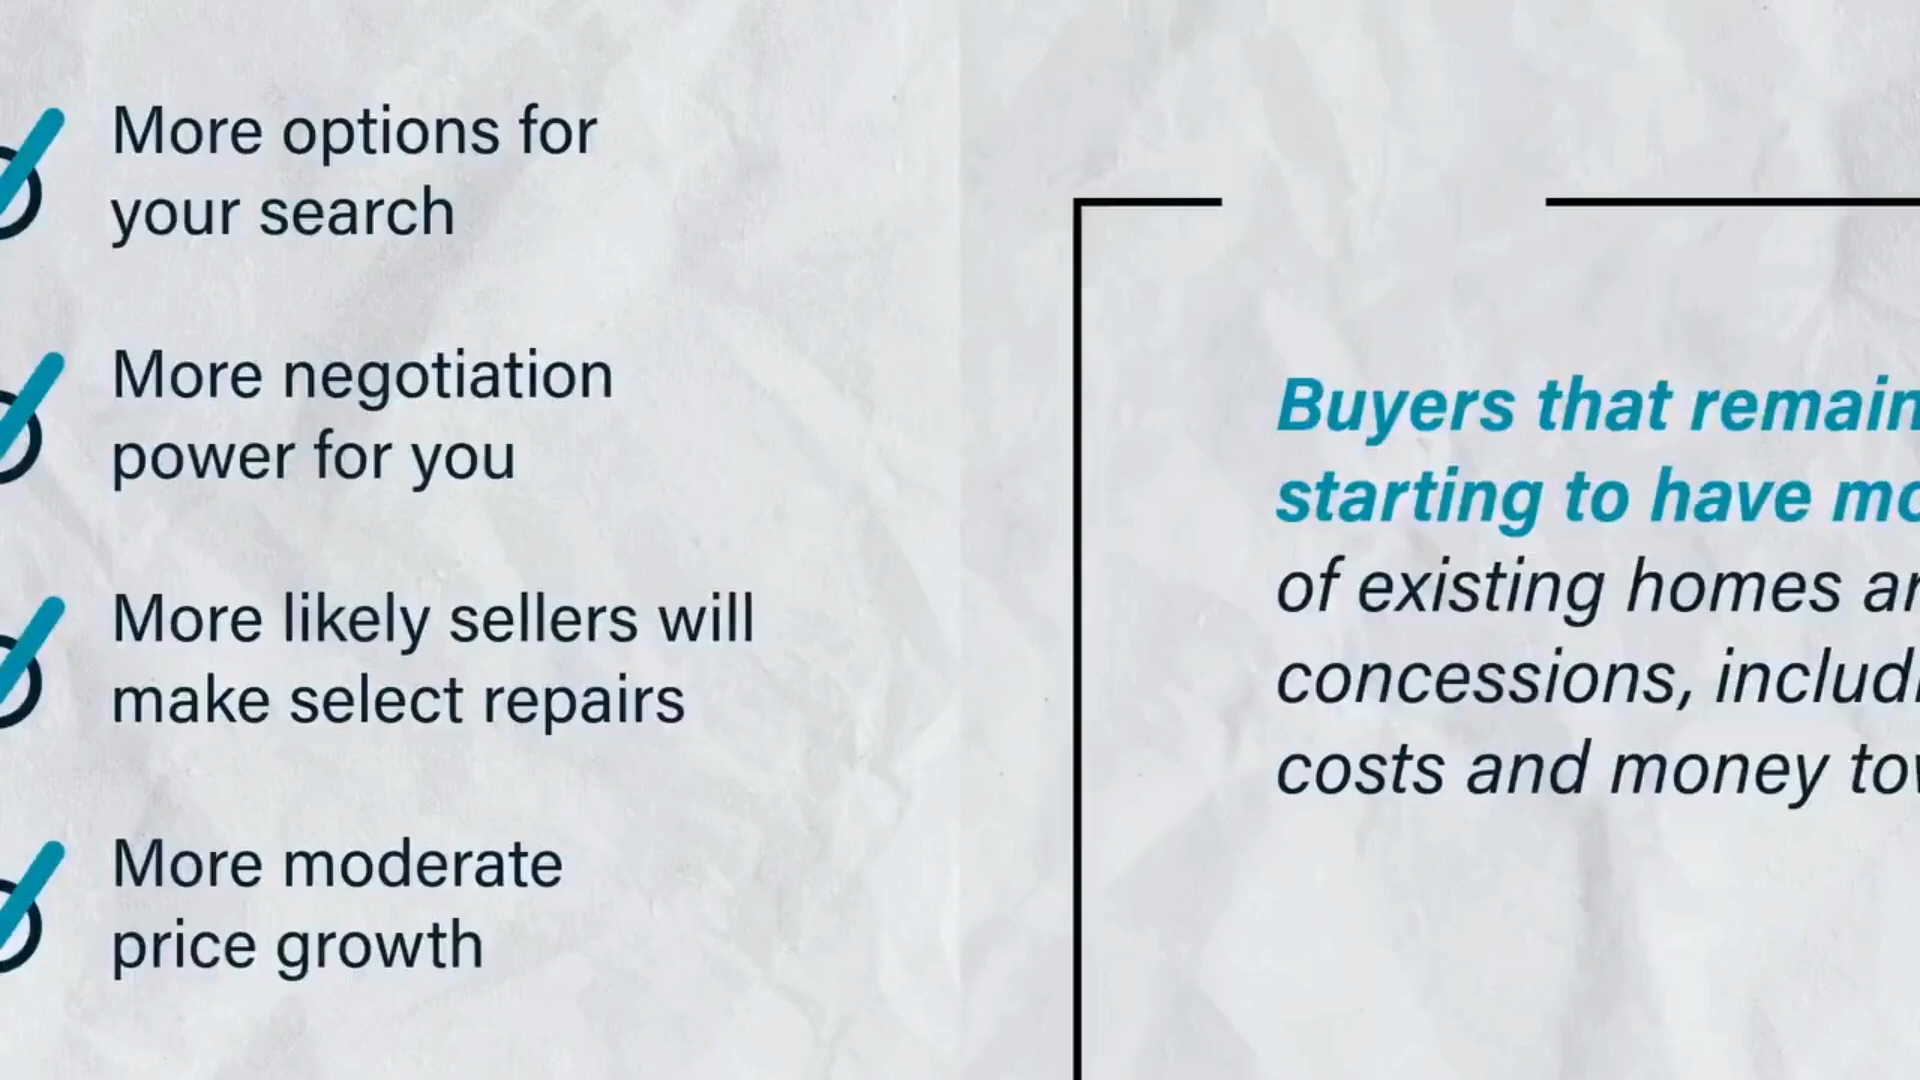 More options for
your search
More negotiation
power for you
More likely sellers will
make select repairs
More moderate
price growth
Buyers that remain
starting to have
of existing homes
concessions,
costs and money